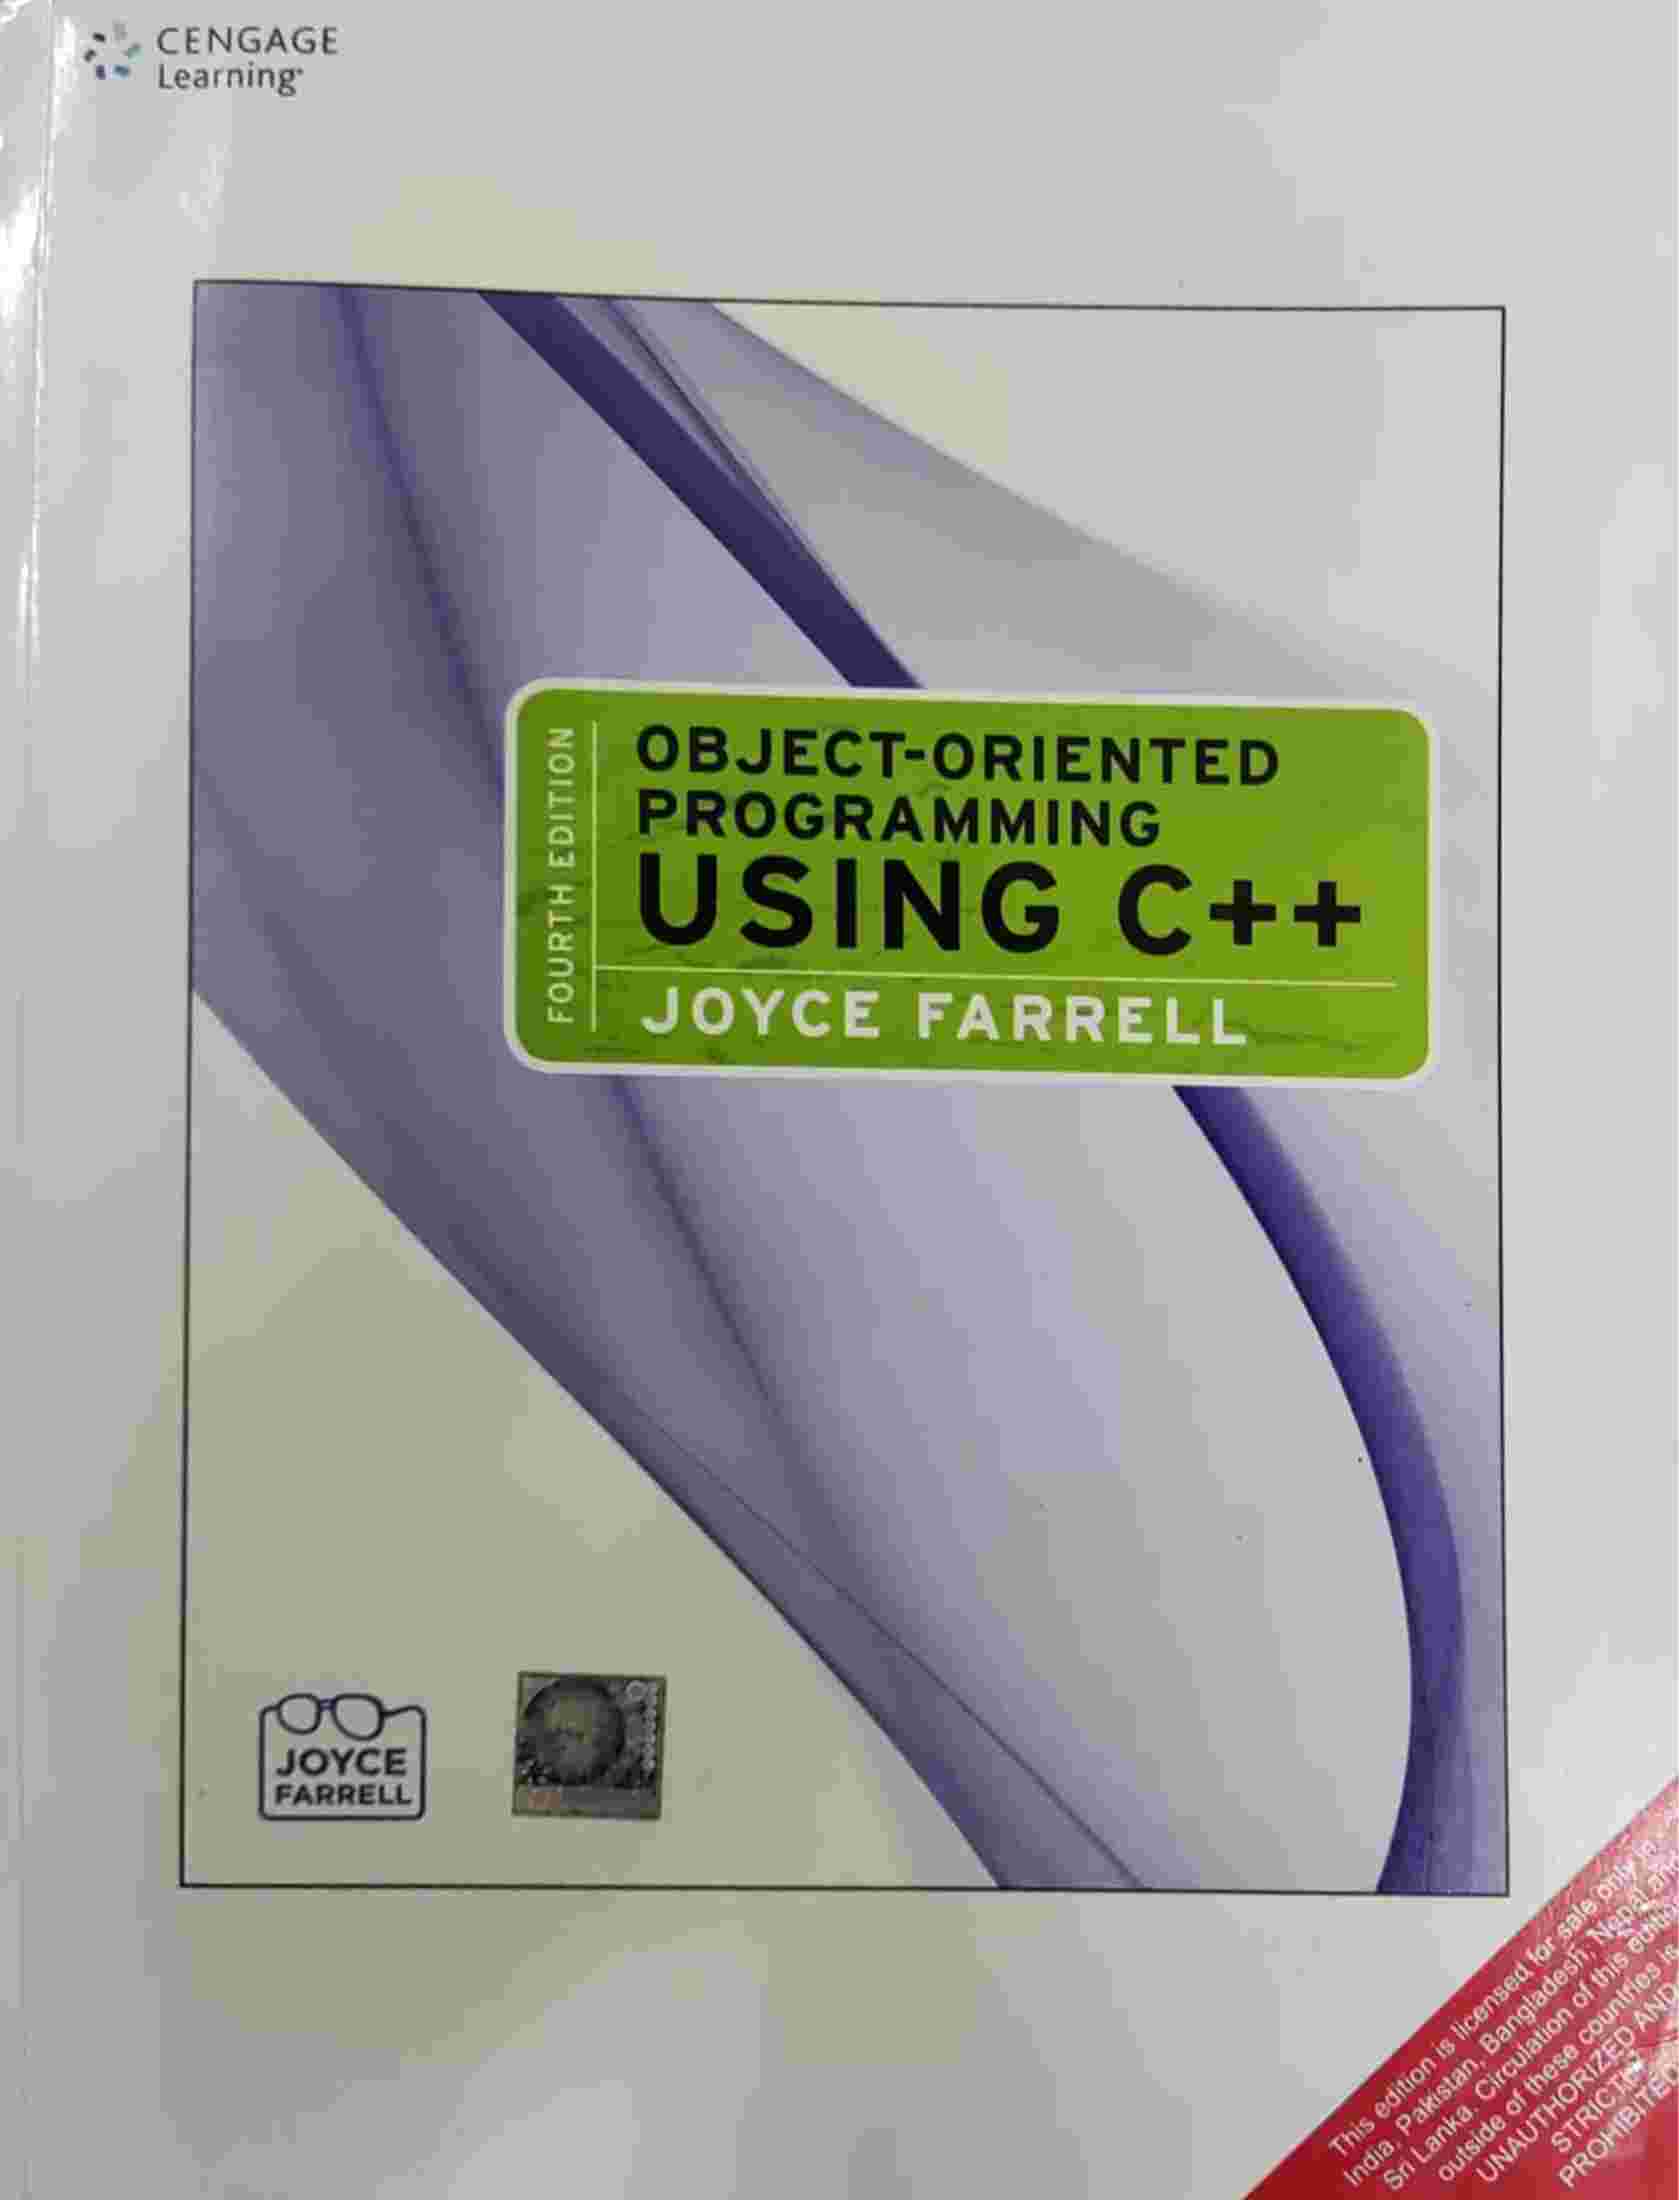 CENGAGE
Learning
FOURTH EDITION
OBJECT-ORIENTED
PROGRAMMING
USING C++
JOYCE FARRELL
JOYCE
FARRELL
This edition is licensed for sale only in
India, Pakistan, Bangladesh, Nepal and
Sri Lanka. Circulation of this edition
outside of these countries is
UNAUTHORIZED AND
STRICTLY
PROHIBITED